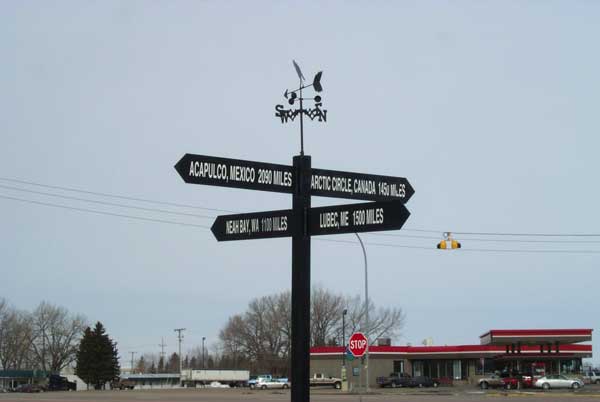 S N
W
ACAPULCO, MEXICO 2090 MILES
ARCTIC CIRCLE, CANADA 1450 MILES
NEAH BAY, WA 1100 MILES
LUBEC, ME 1500 MILES
STOP